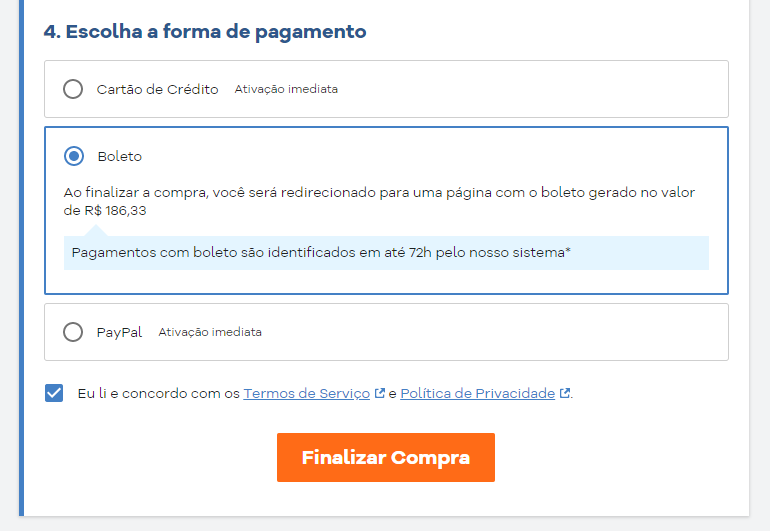 4. Escolha a forma de pagamento
Cartão de Crédito Ativação imediata
Boleto
Ao finalizar a compra, você será redirecionado para uma página com o boleto gerado no valor
de R$ 186,33
Pagamentos com boleto são identificados em até 72h pelo nosso sistema*
PayPal Ativação imediata
Eu li e concordo com os Termos de Serviço e Política de Privacidade.
Finalizar Compra